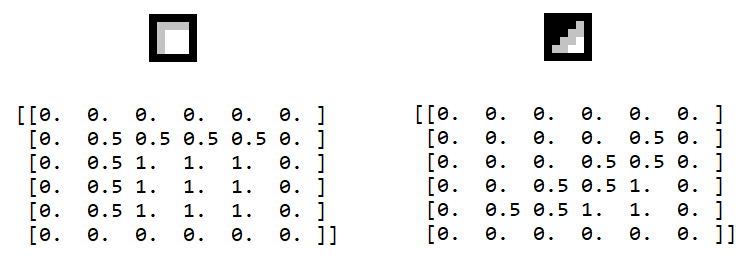 [[0.  0.  0.  0.  0.  0. ]
 [0.  0.5 0.5 0.5 0.5 0. ]
 [0.  0.5 1.  1.  1.  0. ]
 [0.  0.5 1.  1.  1.  0. ]
 [0.  0.5 1.  1.  1.  0. ]
 [0.  0.  0.  0.  0.  0. ]]
[[0.  0.  0.  0.  0.  0. ]
 [0.  0.  0.  0.  0.5 0. ]
 [0.  0.  0.  0.5 0.5 0. ]
 [0.  0.  0.5 0.5 1.  0. ]
 [0.  0.5 0.5 1.  1.  0. ]
 [0.  0.  0.  0.  0.  0. ]]